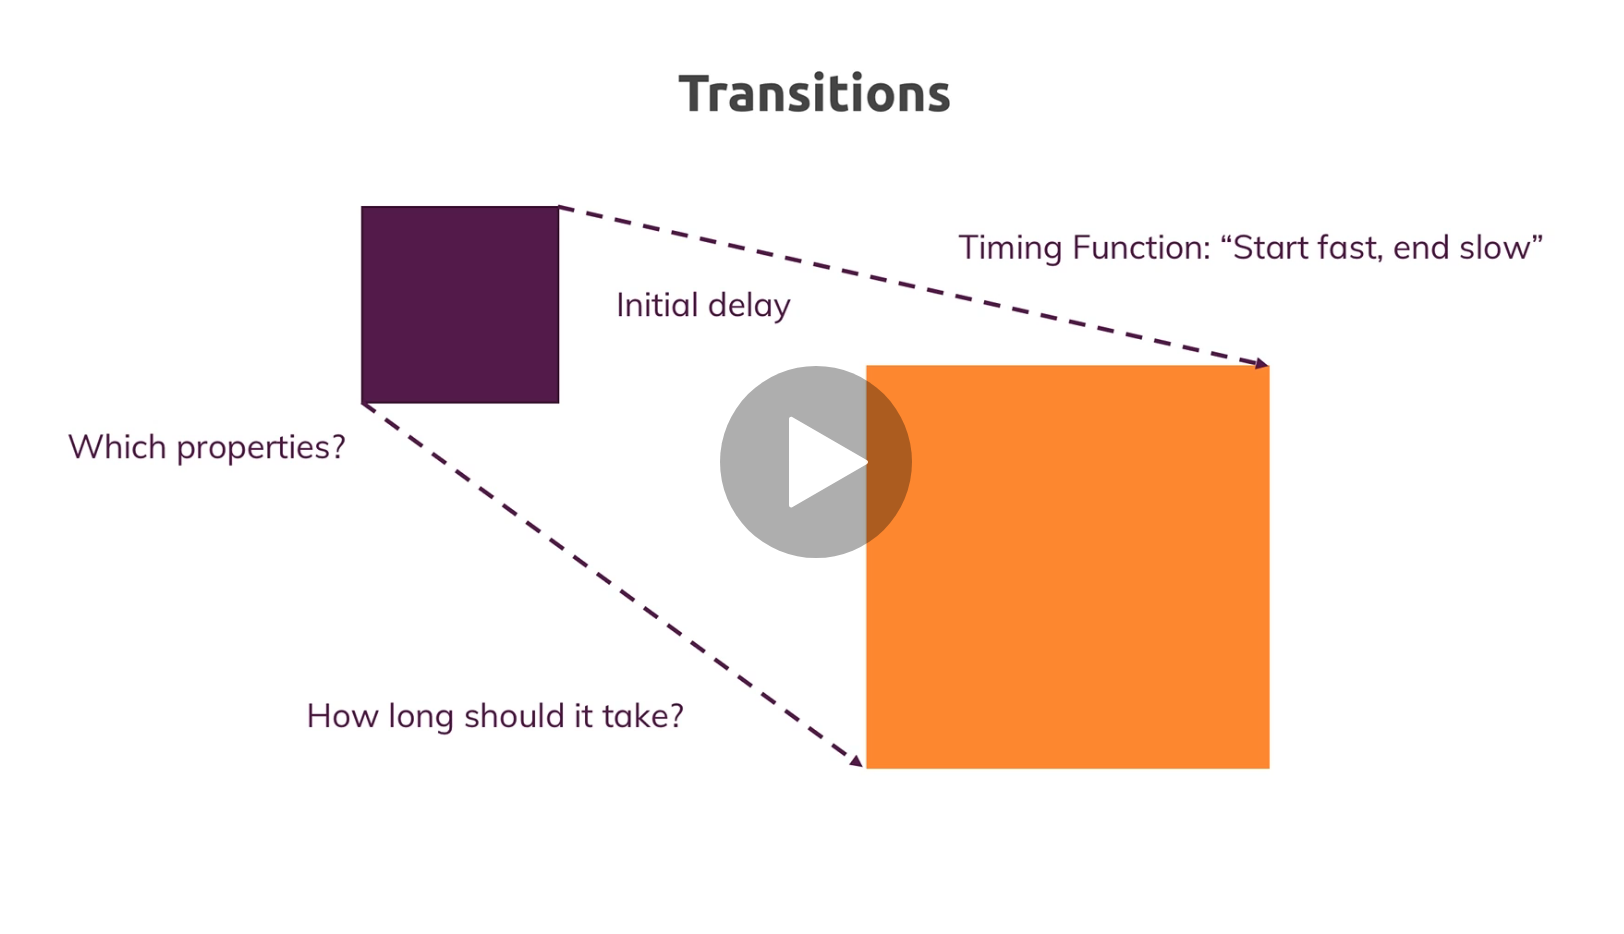 Transitions
Timing Function: “Start fast, end slow”
Initial delay
Which properties?
How long should it take?